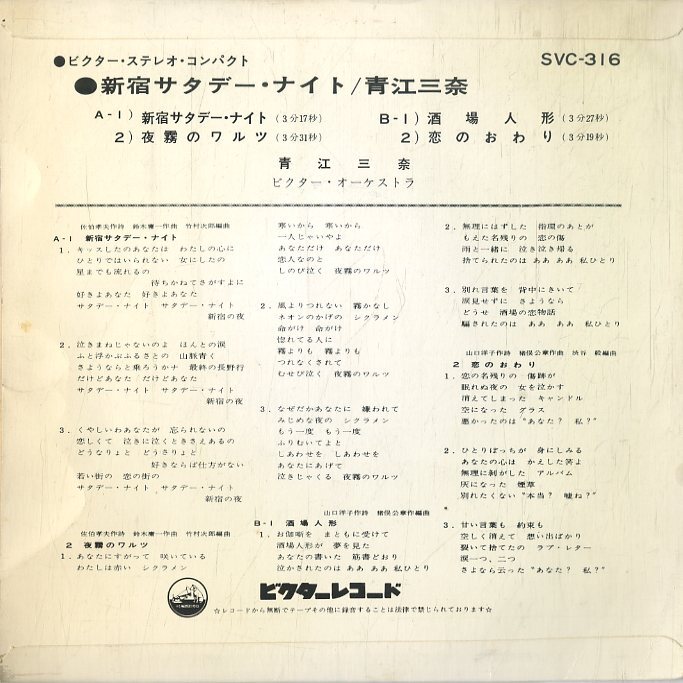 ●ビクター・ステレオ・コンパクト
SVC-316
●新宿サタデー・ナイト/青江三奈
A-1) 新宿サタデー・ナイト (3分17秒)
2) 夜霧のワルツ (3分31秒)
B-1) 酒場人形 (3分27秒)
2) 恋のおわり (3分19秒)
青江三奈
ビクター・オーケストラ
佐伯孝夫作詩 鈴木庸一作曲 竹村次郎編曲
A-1 新宿サタデー・ナイト
1. キッスしたのあなたは わたしの心に
ひとりではいられない 女にしたの
星までも流れるの
待ちかねてさがすよに
好きよあなた 好きよあなた
サタデー・ナイト サタデー・ナイト
新宿の夜
2. 泣きまねじゃないのよ ほんとの涙
ふと浮かぶふるさとの 山脈青く
さようならと乗ろうかナ 最終の長野行
だけどあなた だけどあなた
サタデー・ナイト サタデー・ナイト
新宿の夜
3. くやしいわあなたが 忘れられないの
恋しくて 泣きに泣くときさえあるの
どうなりょと どうさりょと
好きならば仕方がない
若い街の 恋の街の
サタデー・ナイト サタデー・ナイト
新宿の夜
佐伯孝夫作詩 鈴木庸一作曲 竹村次郎編曲
2 夜霧のワルツ
1. あなたにすがって 咲いている
わたしは赤い シクラメン
寒いから 寒いから
一人じゃいやよ
あなただけ あなただけ
恋人なのと
しのび泣く 夜霧のワルツ
2. 風よりつれない 霧かなし
ネオンのかげの シクラメン
命がけ 命がけ
惚れてる人に
霧よりも 霧よりも
つれなくされて
むせび泣く 夜霧のワルツ
3. なぜだかあなたに 嫌われて
みじめな夜の シクラメン
もう一度 もう一度
ふりむいてよと
しあわせを しあわせを
あなたにあげて
泣きじゃくる 夜霧のワルツ
山口洋子作詩 猪俣公章作編曲
B-1 酒場人形
1. お伽噺を まともに受けて
酒場人形が 夢を見た
あなたの書いた 筋書どおり
泣かされたのは ああ ああ 私ひとり
2. 無理にはずした 指環のあとが
もえた名残りの 恋の傷
雨と一緒に 泣き泣き帰る
捨てられたのは ああ ああ 私ひとり
3. 別れ言葉を 背中にきいて
涙見せずに さようなら
どうせ 酒場の恋物語
騙されたのは ああ ああ 私ひとり
山口洋子作詩 猪俣公章作曲 渋谷 毅編曲
2 恋のおわり
1. 恋の名残りの 傷跡が
眠れぬ夜の 女を泣かす
消えてしまった キャンドル
空になった グラス
悪かったのは“あなた? 私?”
2. ひとりぼっちが 身にしみる
あなたの心は かえした筈よ
無理に剥がした アルバム
灰になった 煙草
別れたくない“本当? 嘘ね?”
3. 甘い言葉も 約束も
空しく消えて 想い出ばかり
裂いて捨てたの ラブ・レター
涙一つ、二つ
さよなら云った“あなた? 私?”
ビクターレコード
☆レコードから無断でテープその他に録音することは法律で禁じられております☆